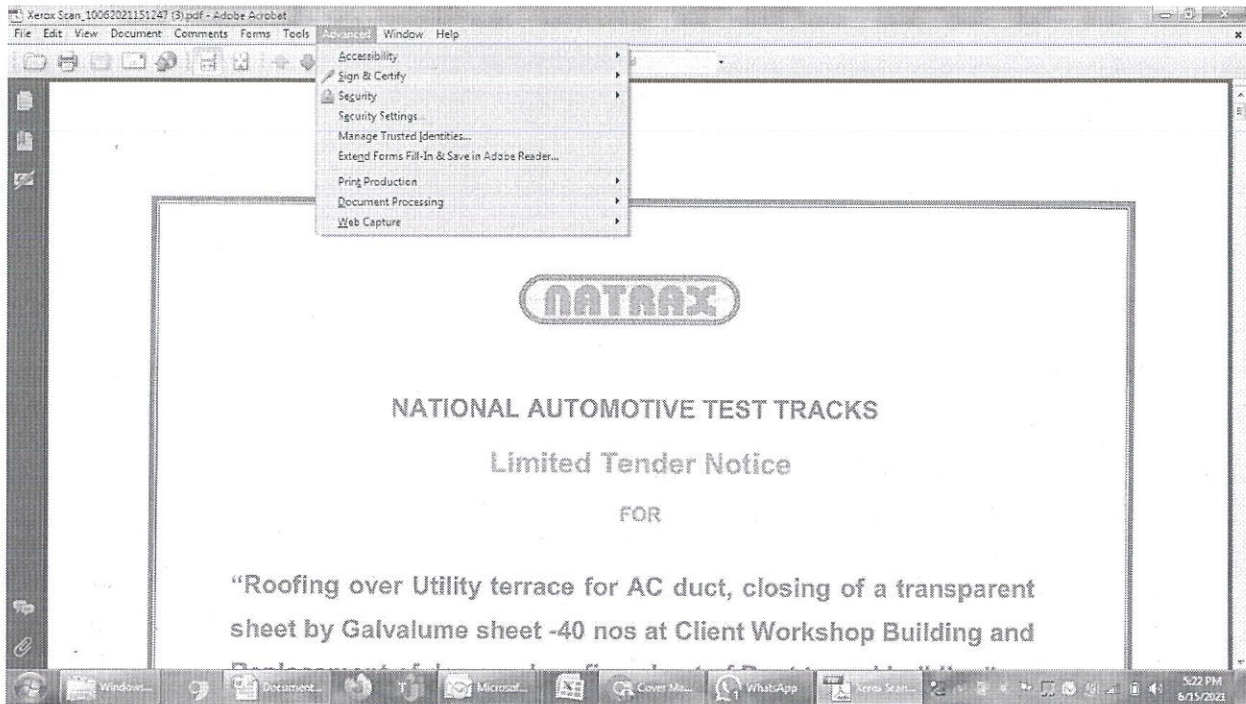 Xerox Scan_10062021151247 (3).pdf - Adobe Acrobat
File Edit View Document Comments Forms Tools Advanced Window Help
Accessibility
Sign & Certify
Security
Security Settings...
Manage Trusted Identities...
Extend Forms Fill-In & Save in Adobe Reader...
Print Production
Document Processing
Web Capture
NATRAX
NATIONAL AUTOMOTIVE TEST TRACKS
Limited Tender Notice
FOR
“Roofing over Utility terrace for AC duct, closing of a transparent
sheet by Galvalume sheet -40 nos at Client Workshop Building and
Windows... Document... Microsof... Cover Ma... WhatsApp Xerox Scan... 5:22 PM
6/15/2021